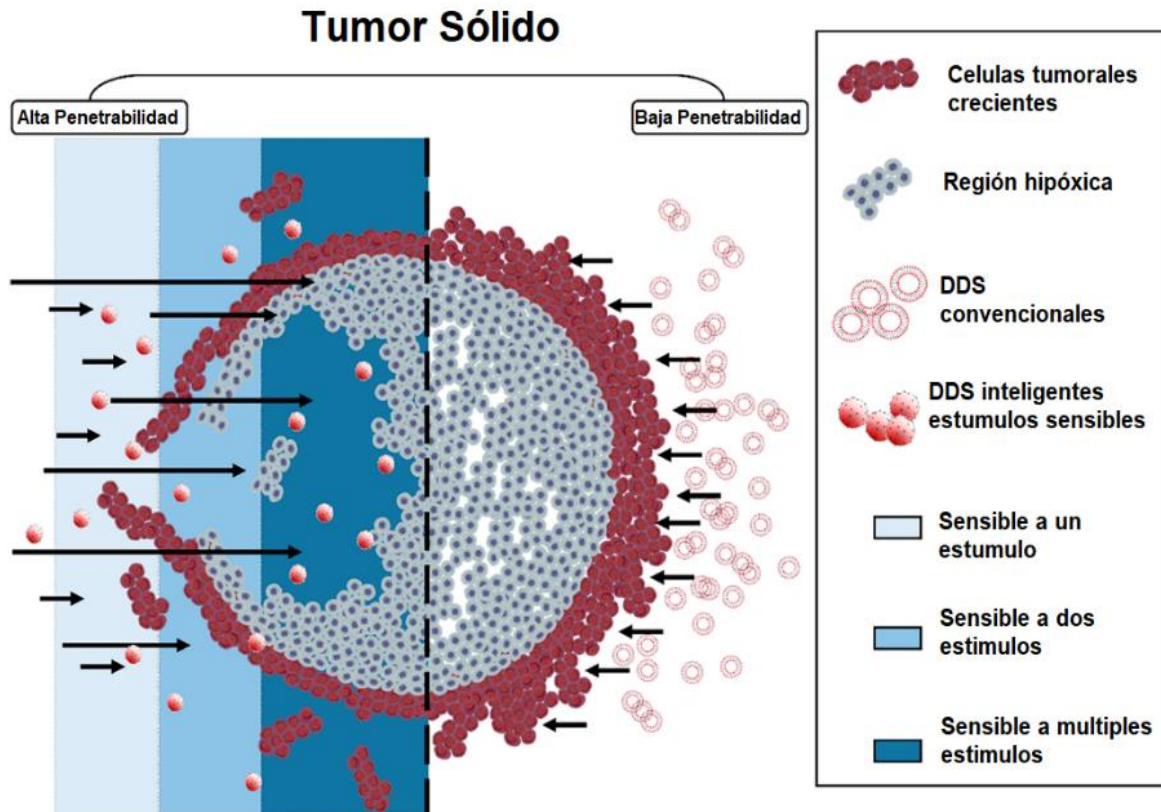 Tumor Sólido
Alta Penetrabilidad
Baja Penetrabilidad
Celulas tumorales
crecientes
Región hipóxica
DDS
convencionales
DDS inteligentes
estumulos sensibles
Sensible a un
estumulo
Sensible a dos
estimulos
Sensible a multiples
estimulos